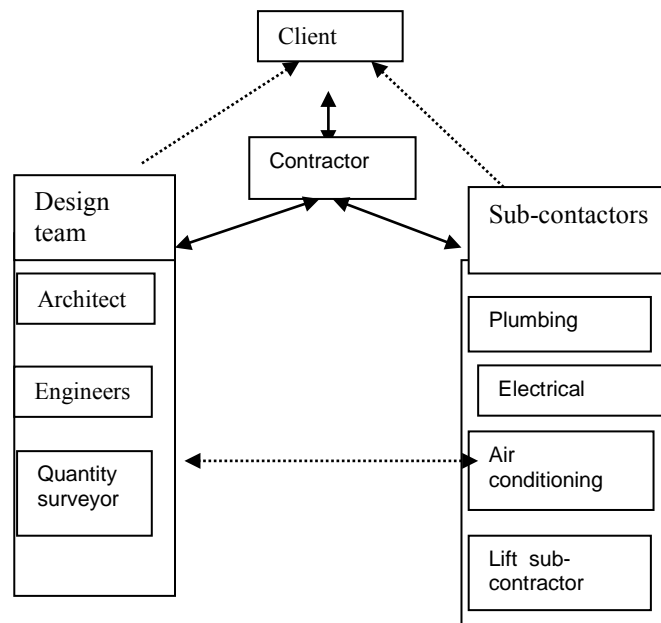 Client
Contractor
Design
team
Sub-contactors
Architect
Engineers
Quantity
surveyor
Plumbing
Electrical
Air
conditioning
Lift sub-
contractor